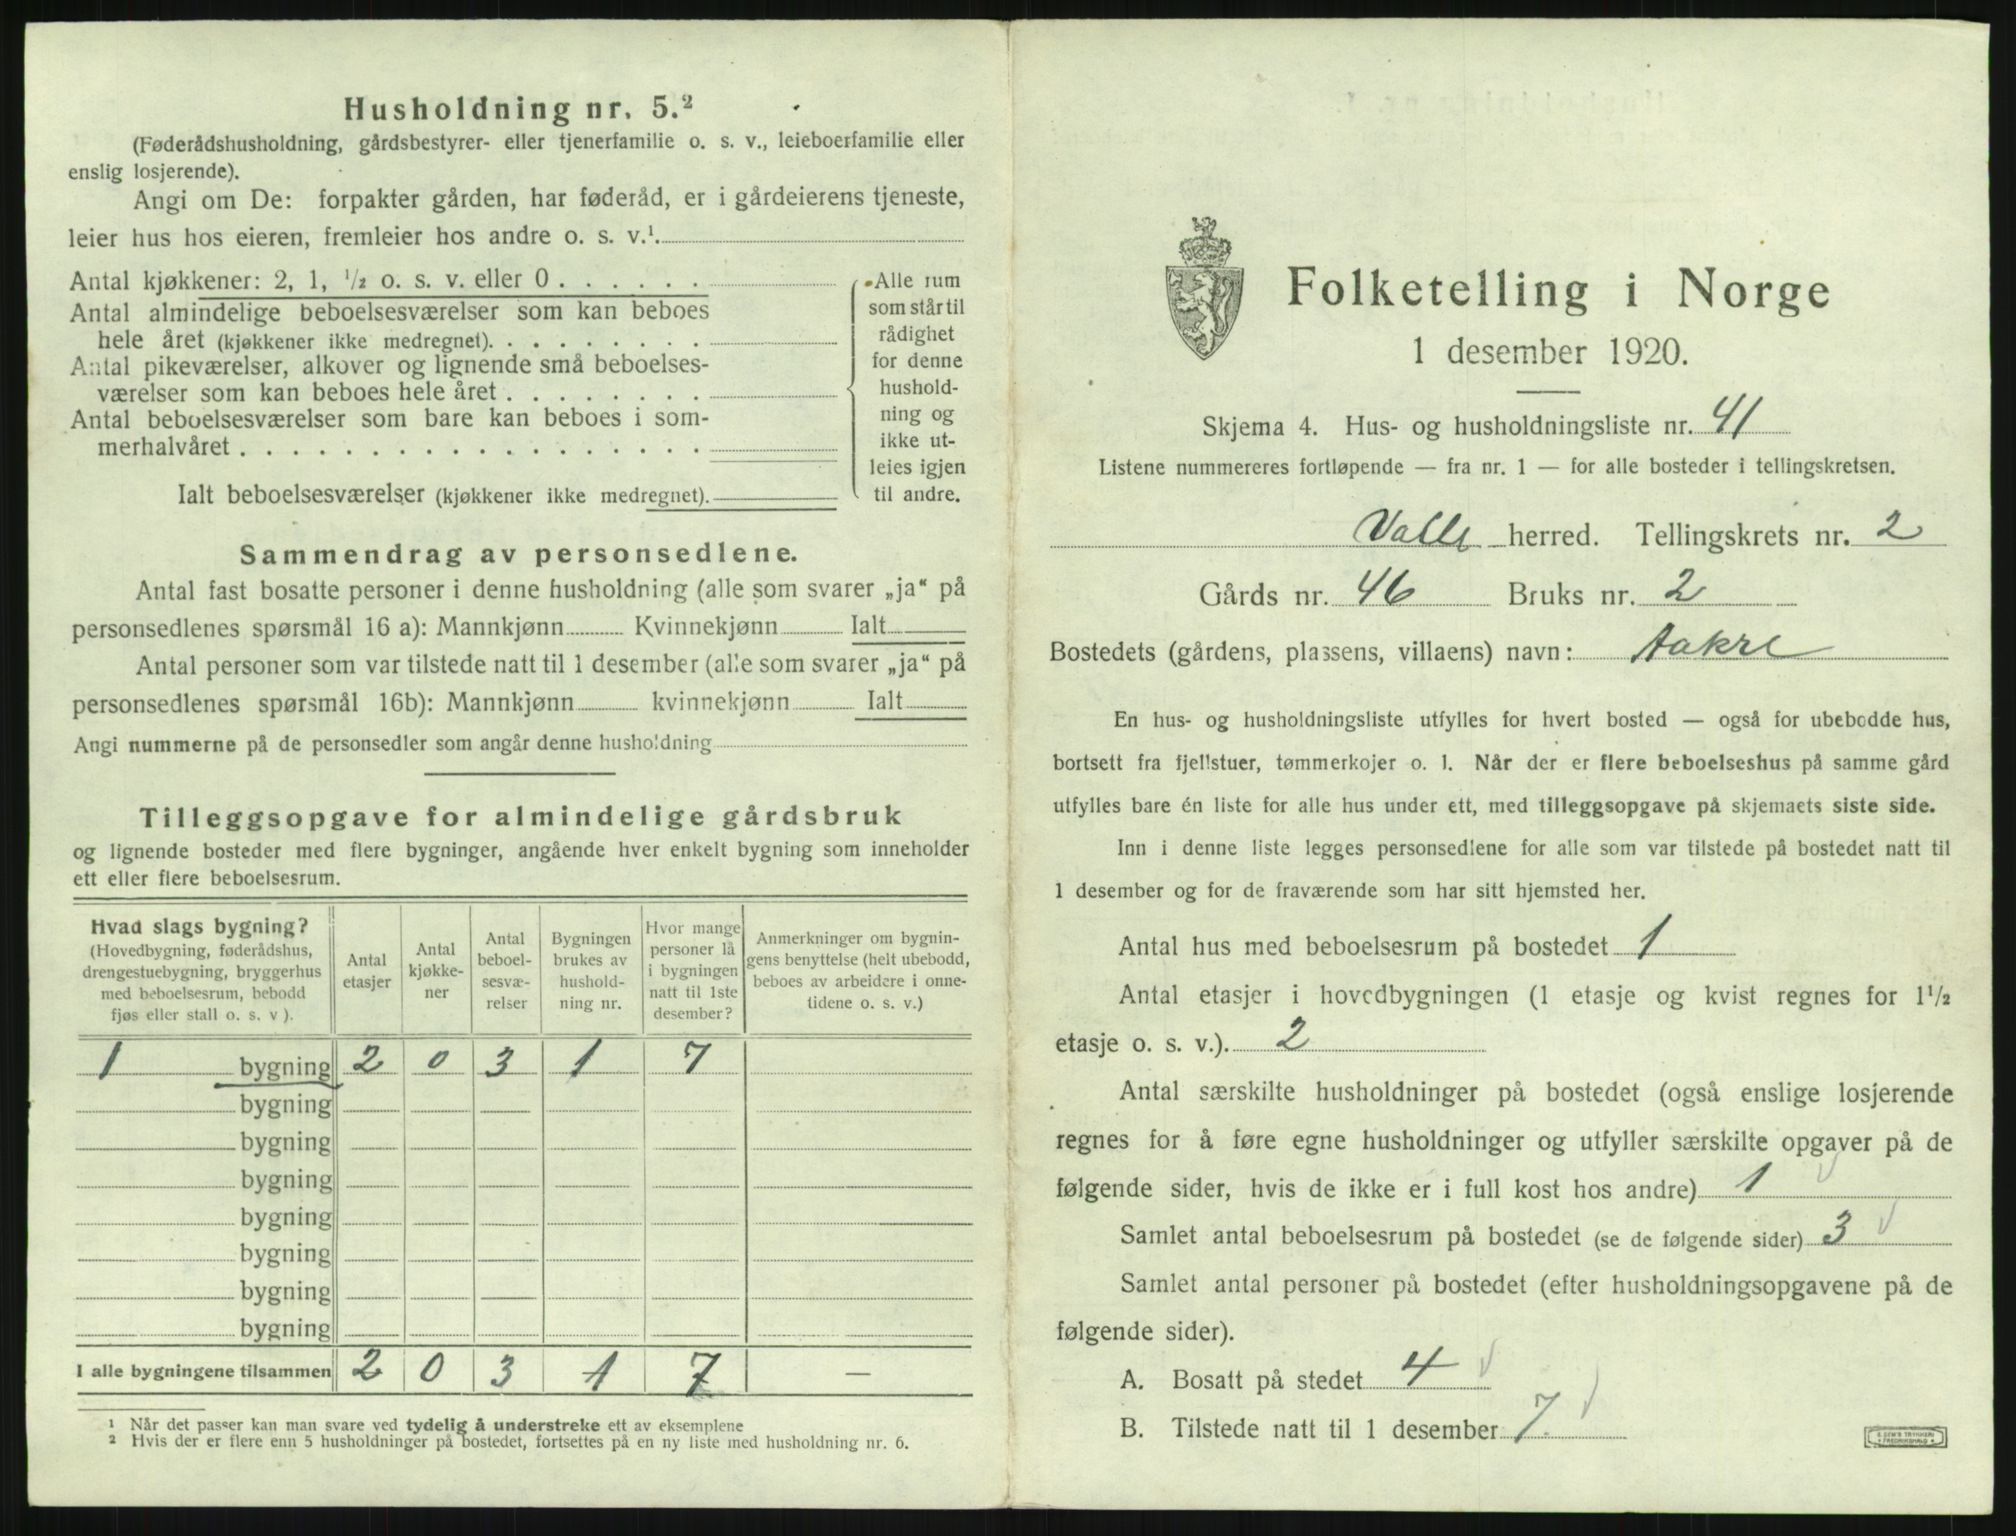 Husholdning nr. 5.²
(Føderådshusholdning, gårdsbestyrer- eller tjenerfamilie o. s. v., leieboerfamilie eller
enslig losjerende).
Angi om De: forpakter gården, har føderåd, er i gårdeierens tjeneste,
leier hus hos eieren, fremleier hos andre o. s. v.¹.
Antal kjøkkener: 2, 1, ½ o. s. v. eller 0 . . . . . .
Antal almindelige beboelsesværelser som kan beboes
hele året (kjøkkener ikke medregnet). . . . . . . . .
Antal pikeværelser, alkover og lignende små beboelses-
værelser som kan beboes hele året . . . . . . . .
Antal beboelsesværelser som bare kan beboes i som-
merhalvåret . . . . . . . . . . . . . . . . . .
Ialt beboelsesværelser (kjøkkener ikke medregnet).
Alle rum
som står til
rådighet
for denne
hushold-
ning og
ikke ut-
leies igjen
til andre.
Sammendrag av personsedlene.
Antal fast bosatte personer i denne husholdning (alle som svarer „ja“ på
personsedlenes spørsmål 16 a): Mannkjønn Kvinnekjønn Ialt
Antal personer som var tilstede natt til 1 desember (alle som svarer „ja“ på
personsedlenes spørsmål 16b): Mannkjønn kvinnekjønn Ialt
Angi nummerne på de personsedler som angår denne husholdning
Tilleggsopgave for almindelige gårdsbruk
og lignende bosteder med flere bygninger, angående hver enkelt bygning som inneholder
ett eller flere beboelsesrum.
Hvad slags bygning?
(Hovedbygning, føderådshus,
drengestuebygning, bryggerhus
med beboelsesrum, bebodd
fjøs eller stall o. s. v ).
Antal
etasjer
Antal
kjøkke-
ner
Antal
beboel-
sesvæ-
relser
Bygningen
brukes av
hushold-
ning nr.
Hvor mange
personer lå
i bygningen
natt til 1ste
desember?
Anmerkninger om bygnin-
gens benyttelse (helt ubebodd,
beboes av arbeidere i onne-
tidene o. s. v.)
1 bygning 2 0 3 1 7
bygning
bygning
bygning
bygning
bygning
bygning
bygning
I alle bygningene tilsammen 2 0 3 1 7 —
¹ Når det passer kan man svare ved tydelig å understreke ett av eksemplene
² Hvis der er flere enn 5 husholdninger på bostedet, fortsettes på en ny liste med husholdning nr. 6.
Folketelling i Norge
1 desember 1920.
Skjema 4. Hus- og husholdningsliste nr. 41
Listene nummereres fortløpende — fra nr. 1 — for alle bosteder i tellingskretsen.
Valle herred. Tellingskrets nr. 2
Gårds nr. 46 Bruks nr. 2
Bostedets (gårdens, plassens, villaens) navn: Aakre
En hus- og husholdningsliste utfylles for hvert bosted — også for ubebodde hus,
bortsett fra fjellstuer, tømmerkojer o. l. Når der er flere beboelseshus på samme gård
utfylles bare én liste for alle hus under ett, med tilleggsopgave på skjemaets siste side.
Inn i denne liste legges personsedlene for alle som var tilstede på bostedet natt til
1 desember og for de fraværende som har sitt hjemsted her.
Antal hus med beboelsesrum på bostedet 1
Antal etasjer i hovedbygningen (1 etasje og kvist regnes for 1½
etasje o. s. v.). 2
Antal særskilte husholdninger på bostedet (også enslige losjerende
regnes for å føre egne husholdninger og utfyller særskilte opgaver på de
følgende sider, hvis de ikke er i full kost hos andre) 1
Samlet antal beboelsesrum på bostedet (se de følgende sider) 3
Samlet antal personer på bostedet (efter husholdningsopgavene på de
følgende sider).
A. Bosatt på stedet 4
B. Tilstede natt til 1 desember 7.